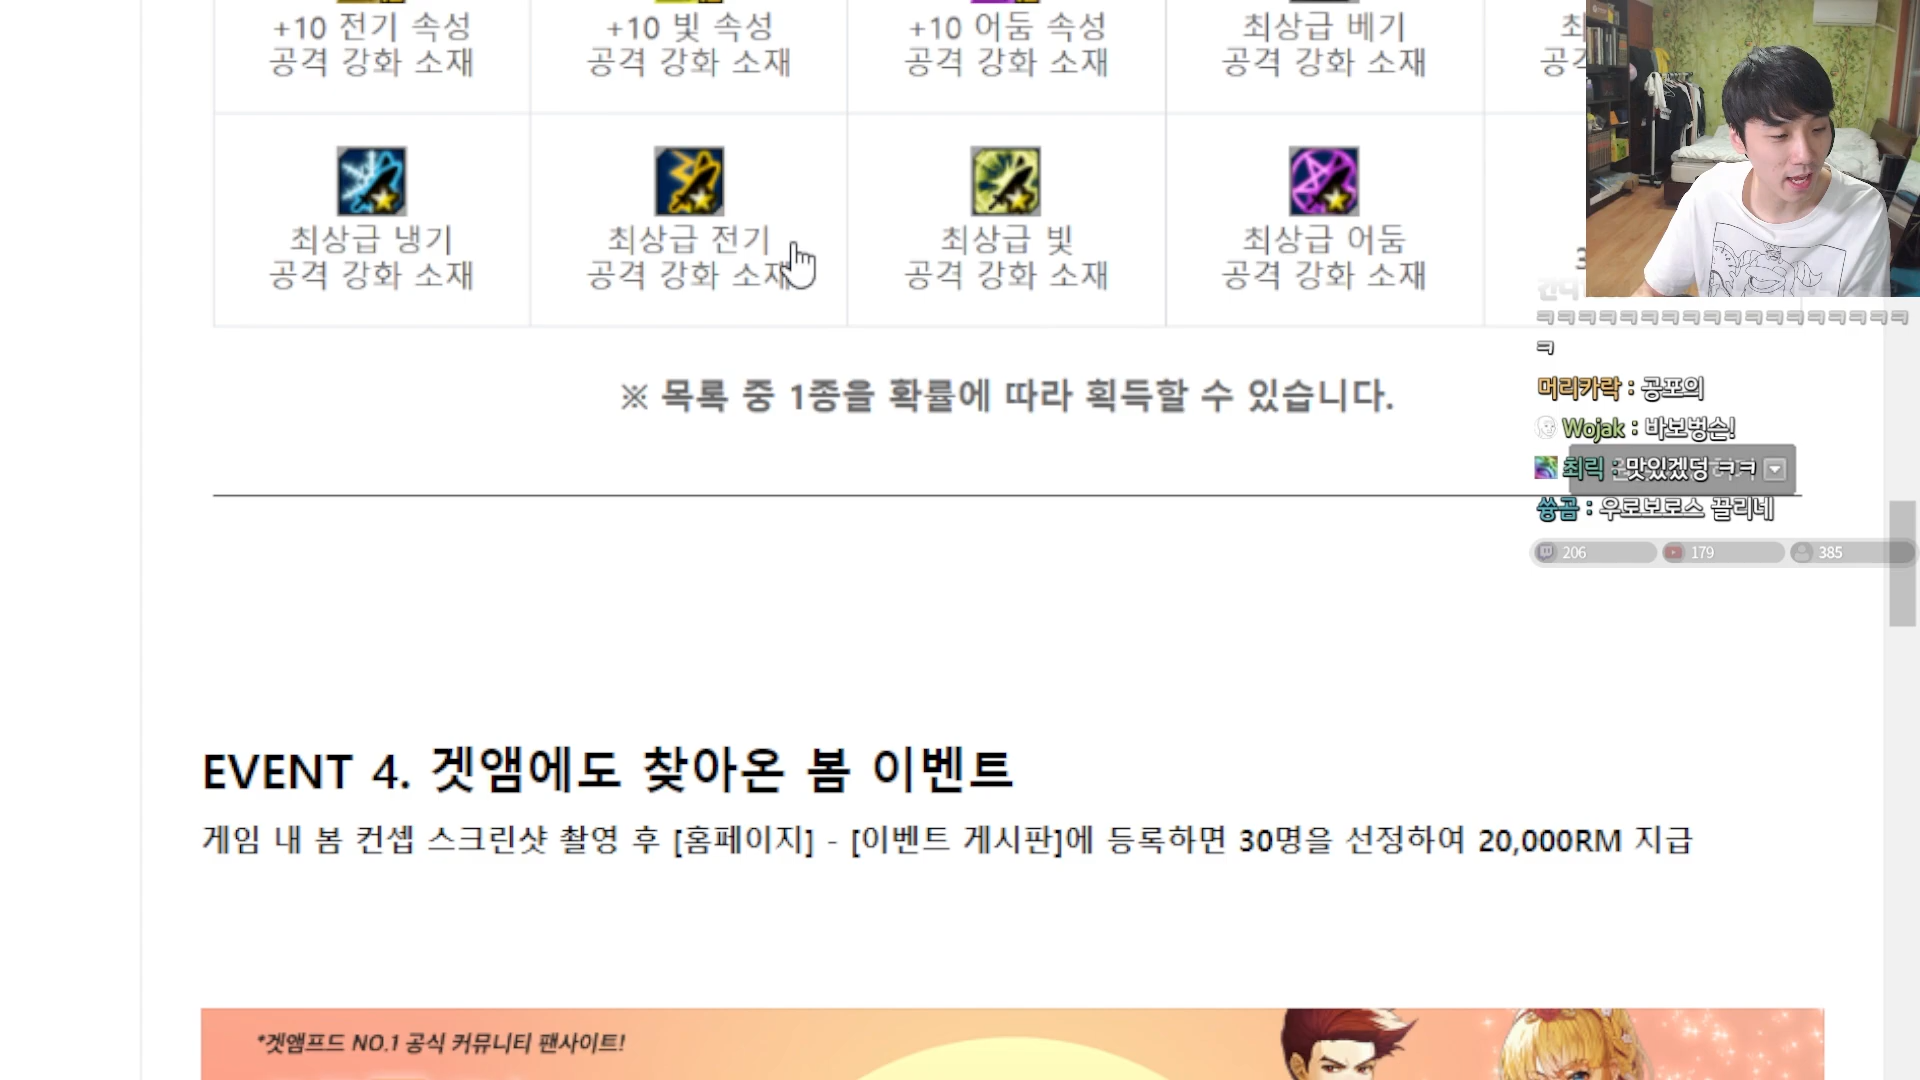 +10 전기 속성
공격 강화 소재
+10 빛 속성
공격 강화 소재
+10 어둠 속성
공격 강화 소재
최상급 베기
공격 강화 소재
최상급 냉기
공격 강화 소재
최상급 전기
공격 강화 소재
최상급 빛
공격 강화 소재
최상급 어둠
공격 강화 소재
※ 목록 중 1종을 확률에 따라 획득할 수 있습니다.
ㅋㅋㅋㅋㅋㅋㅋㅋㅋㅋㅋㅋㅋㅋㅋㅋㅋㅋ
ㅋ
머리카락 : 공포의
Wojak : 바보병손!
최릭 : 맛있겠덩 ㅋㅋ
쓩곰 : 우로보로스 끌리네
206 179 385
EVENT 4. 겟앰에도 찾아온 봄 이벤트
게임 내 봄 컨셉 스크린샷 촬영 후 [홈페이지] - [이벤트 게시판]에 등록하면 30명을 선정하여 20,000RM 지급
*겟앰프드 NO.1 공식 커뮤니티 팬사이트!